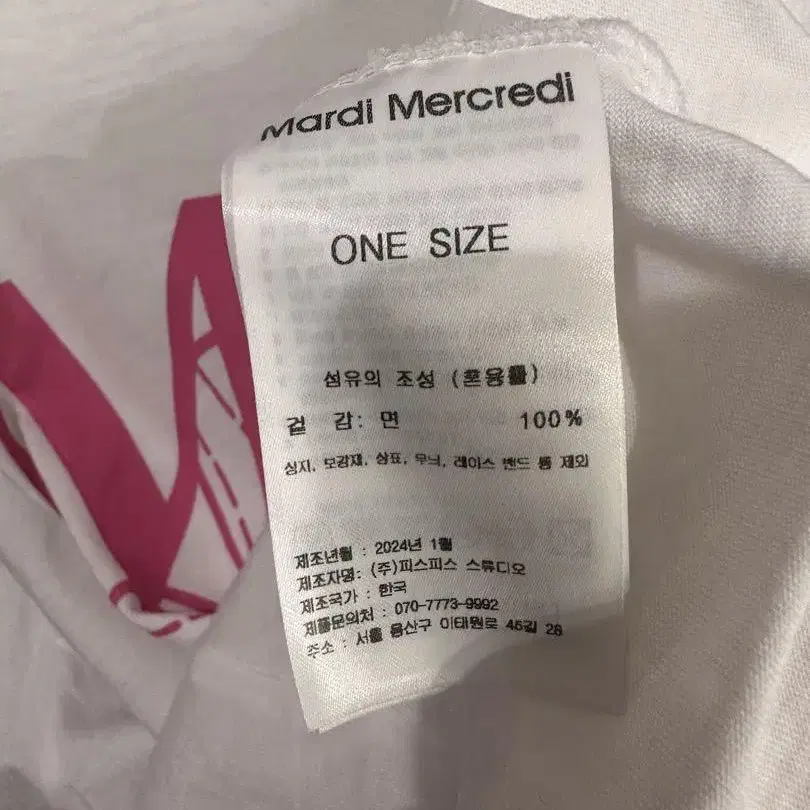 Mardi Mercredi
ONE SIZE
섬유의 조성 (혼용률)
겉 감: 면 100%
심지, 보강재, 상표, 무늬, 레이스 밴드 등 제외
제조년월 : 2024년 1월
제조자명: (주)피스피스 스튜디오
제조국가 : 한국
제품문의처 : 070-7773-9992
주소 : 서울 용산구 이태원로 45길 28